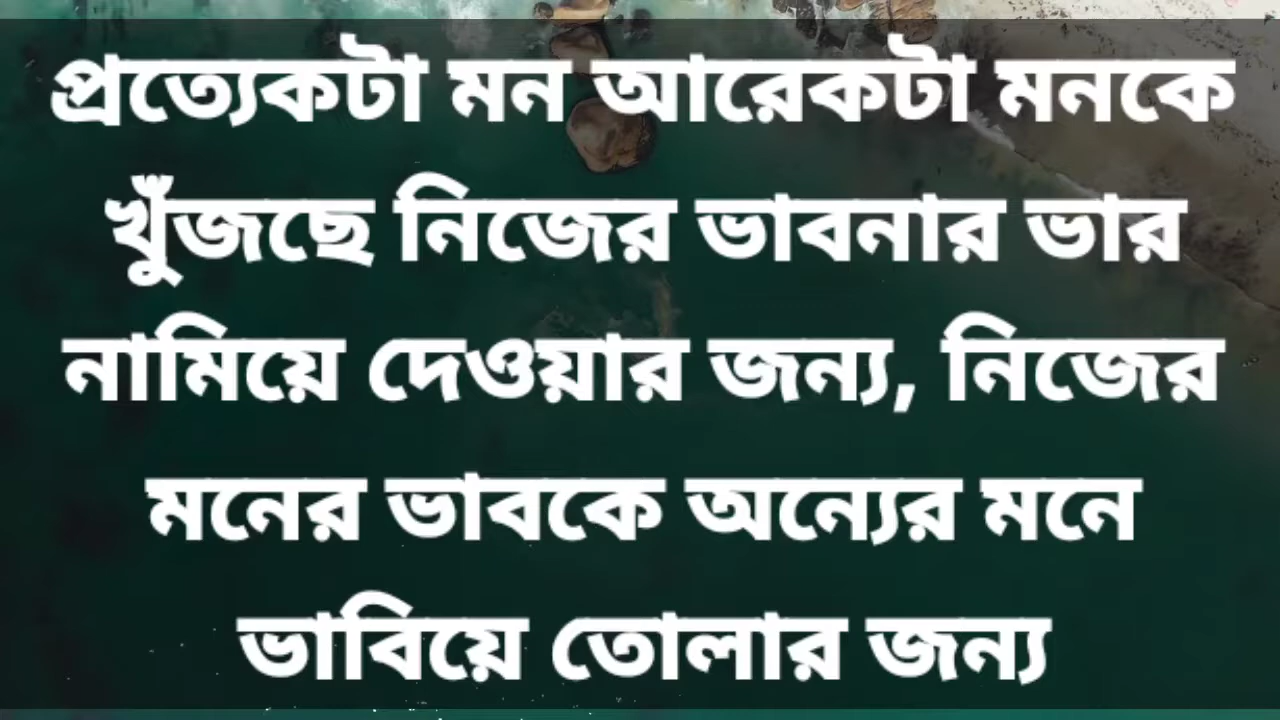 প্রত্যেকটা মন আরেকটা মনকে
খুঁজছে নিজের ভাবনার ভার
নামিয়ে দেওয়ার জন্য, নিজের
মনের ভাবকে অন্যের মনে
ভাবিয়ে তোলার জন্য